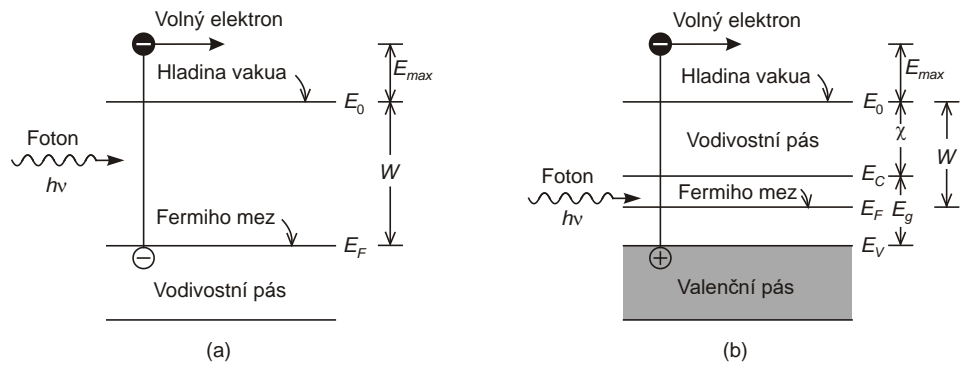 Volný elektron
E_max
Hladina vakua
E_0
Foton
hν
W
Fermiho mez
E_F
Vodivostní pás
(a)
Volný elektron
E_max
Hladina vakua
E_0
χ
Vodivostní pás
W
Foton
hν
E_C
Fermiho mez
E_F
E_g
E_V
Valenční pás
(b)